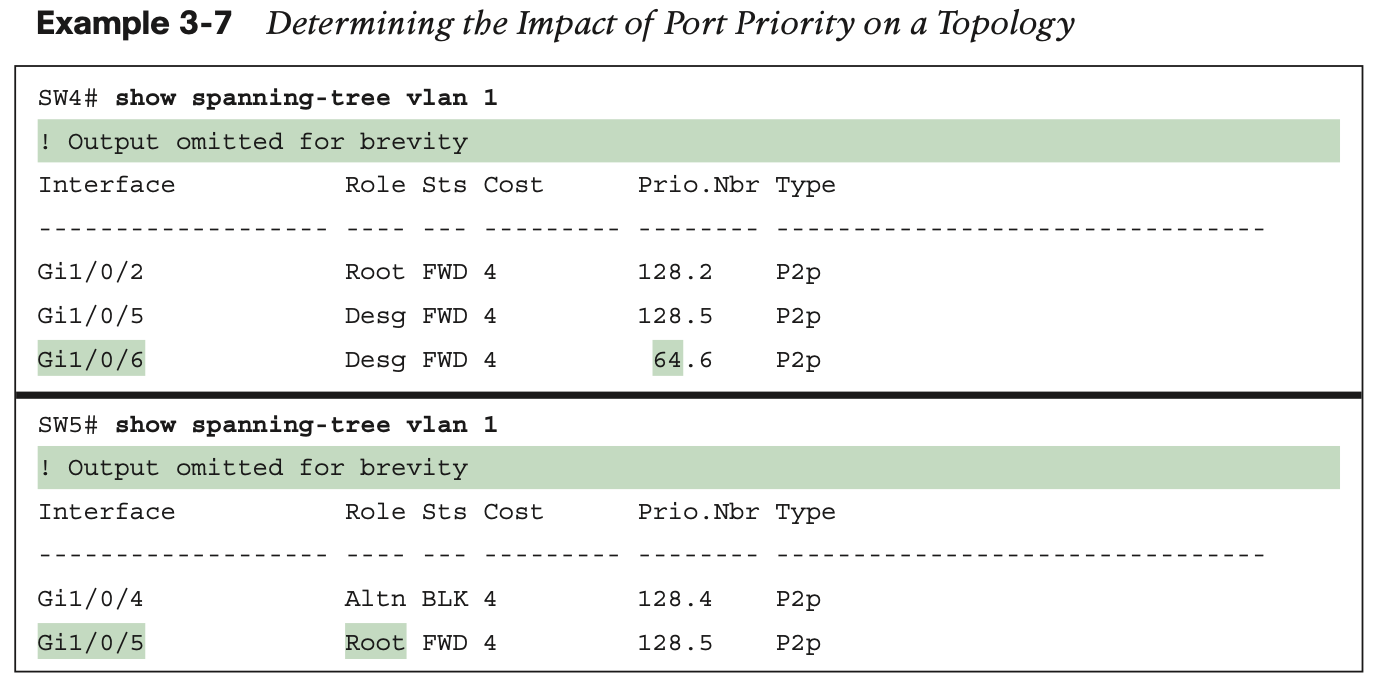 Example 3-7 Determining the Impact of Port Priority on a Topology
SW4# show spanning-tree vlan 1
! Output omitted for brevity
Interface           Role Sts Cost      Prio.Nbr Type
------------------- ---- --- --------- -------- --------------------------------
Gi1/0/2             Root FWD 4         128.2    P2p
Gi1/0/5             Desg FWD 4         128.5    P2p
Gi1/0/6             Desg FWD 4          64.6    P2p
SW5# show spanning-tree vlan 1
! Output omitted for brevity
Interface           Role Sts Cost      Prio.Nbr Type
------------------- ---- --- --------- -------- --------------------------------
Gi1/0/4             Altn BLK 4         128.4    P2p
Gi1/0/5             Root FWD 4         128.5    P2p